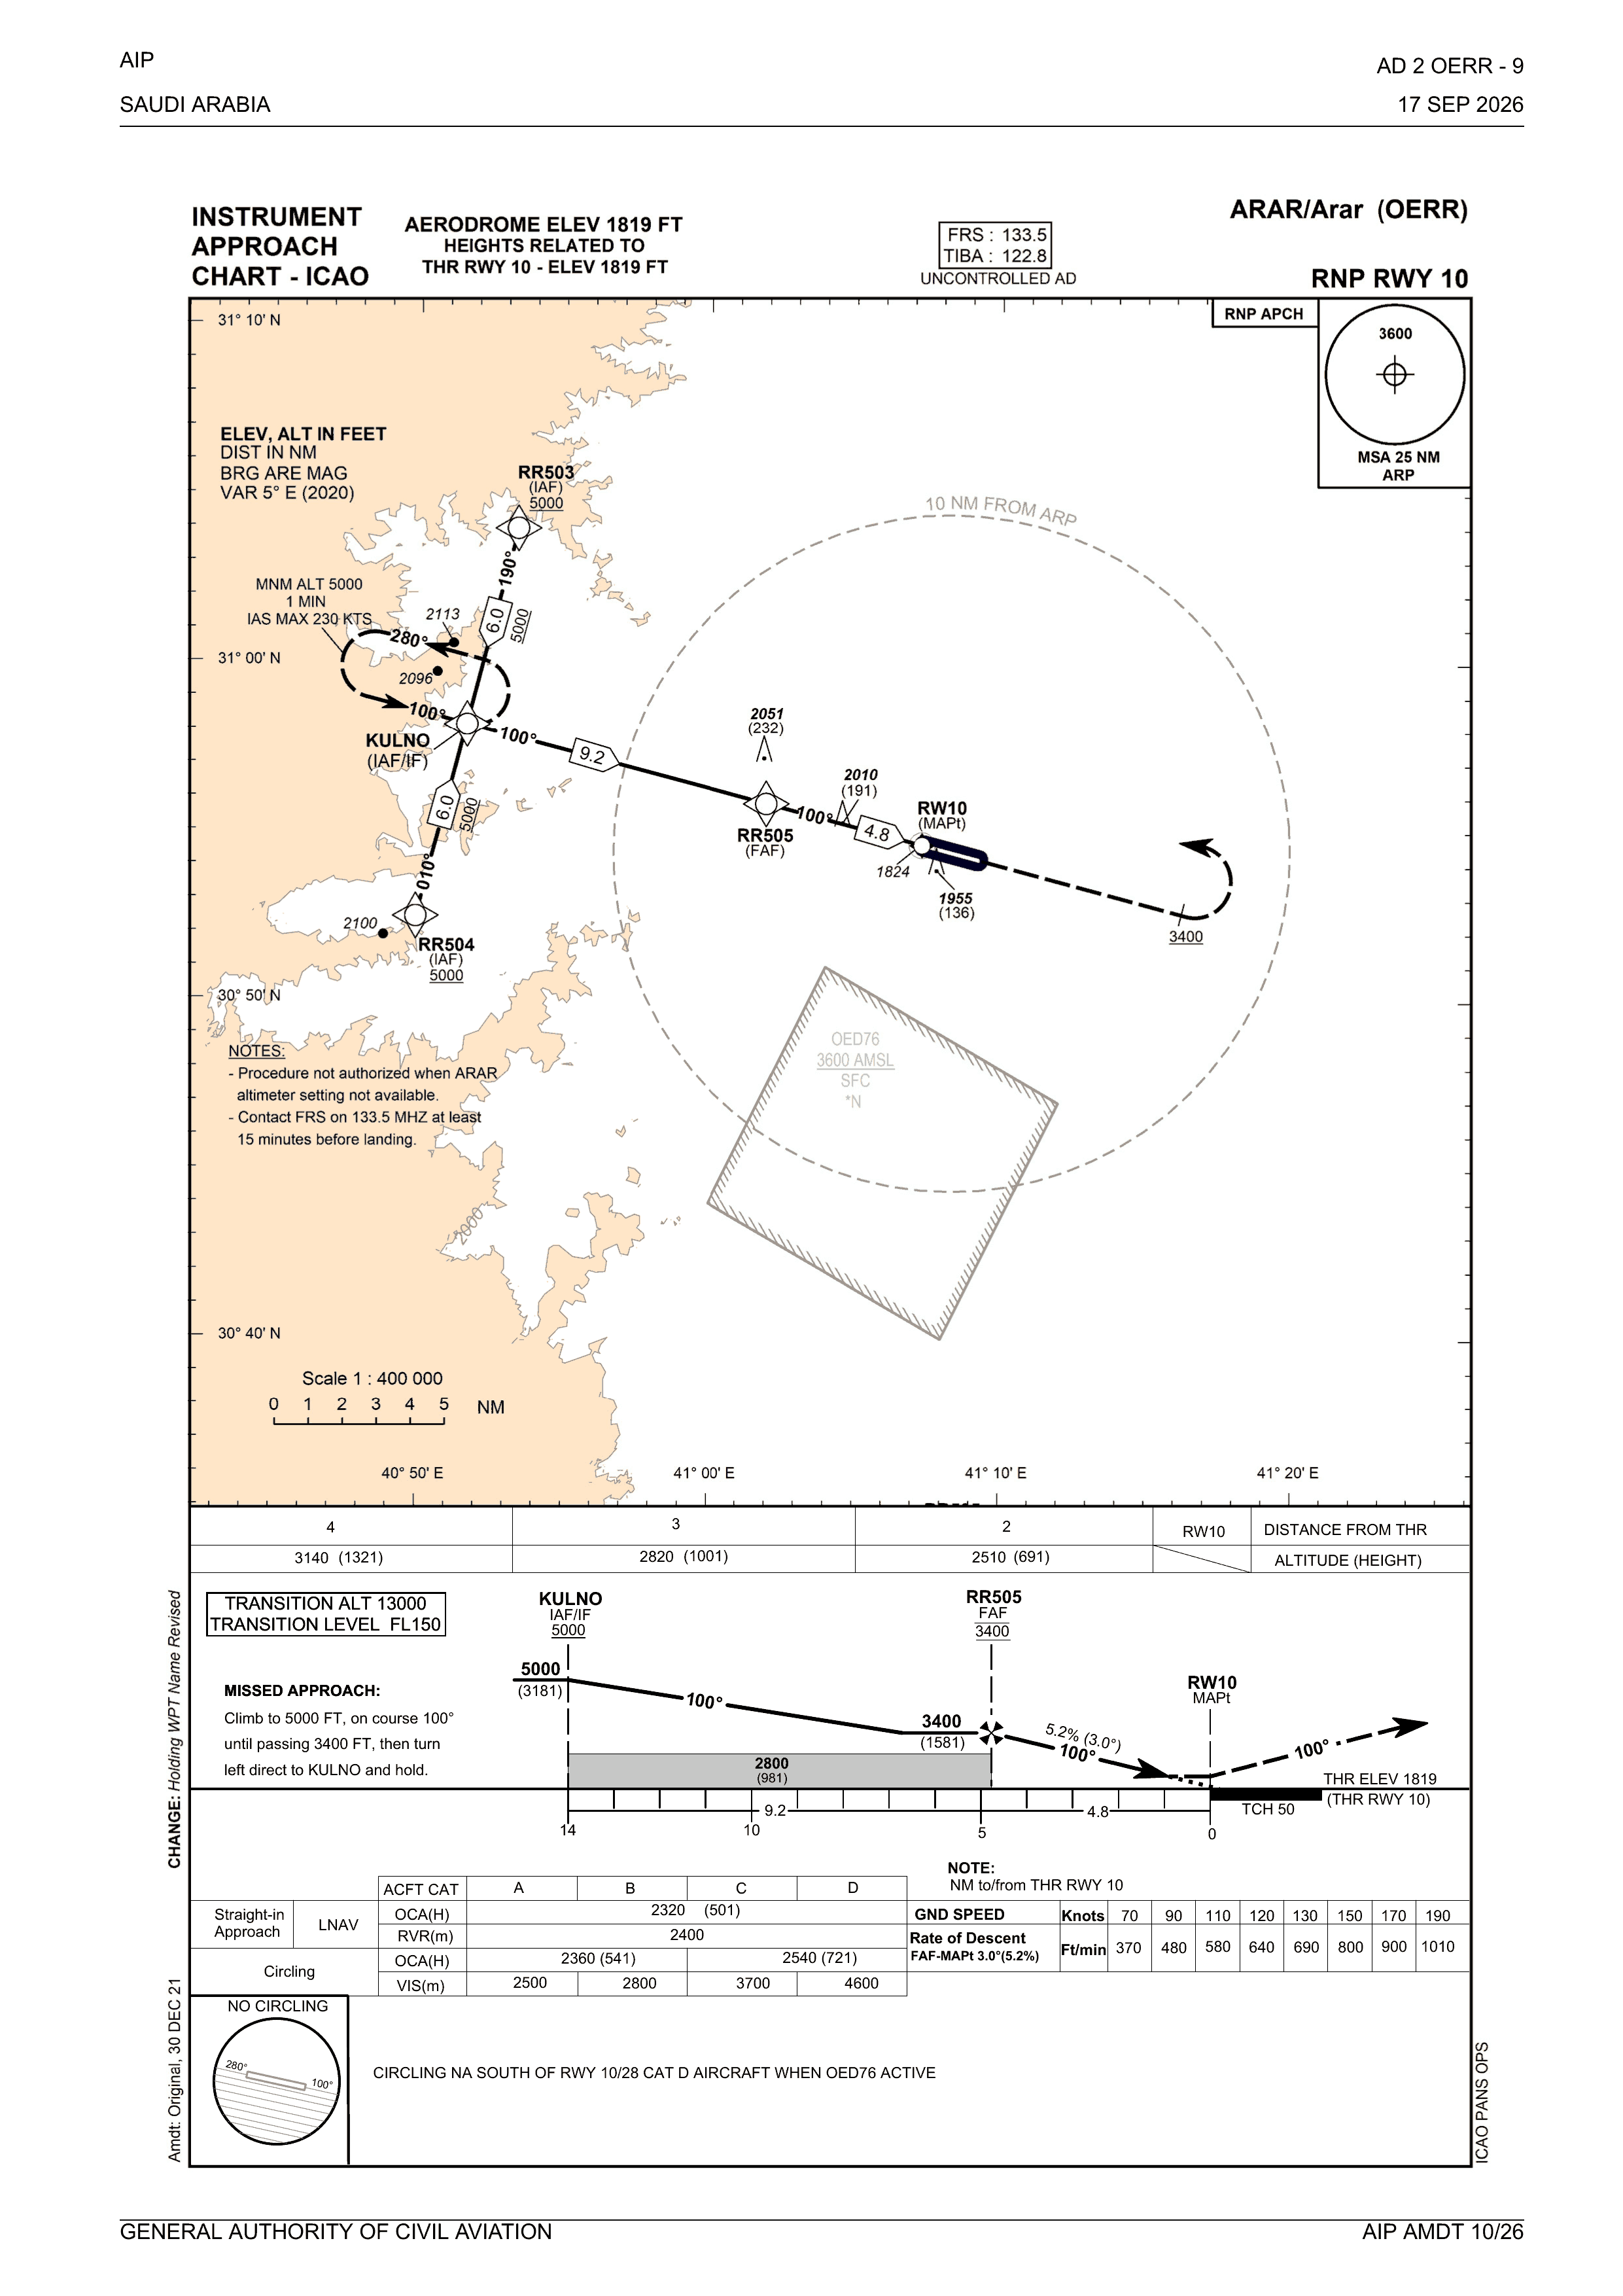 AIP
AD 2 OERR - 9
SAUDI ARABIA
17 SEP 2026
INSTRUMENT
APPROACH
CHART - ICAO
AERODROME ELEV 1819 FT
HEIGHTS RELATED TO
THR RWY 10 - ELEV 1819 FT
FRS : 133.5
TIBA : 122.8
UNCONTROLLED AD
ARAR/Arar (OERR)
RNP RWY 10
31° 10' N
RNP APCH
3600
MSA 25 NM
ARP
ELEV, ALT IN FEET
DIST IN NM
BRG ARE MAG
VAR 5° E (2020)
RR503
(IAF)
5000
10 NM FROM ARP
190°
6.0
5000
MNM ALT 5000
1 MIN
IAS MAX 230 KTS
2113
280°
31° 00' N
2096
100°
KULNO
(IAF/IF)
100°
9.2
2051
(232)
2010
(191)
RW10
(MAPt)
100°
4.8
RR505
(FAF)
1824
1955
(136)
3400
6.0
5000
010°
2100
RR504
(IAF)
5000
30° 50' N
OED76
3600 AMSL
SFC
*N
NOTES:
- Procedure not authorized when ARAR
altimeter setting not available.
- Contact FRS on 133.5 MHZ at least
15 minutes before landing.
2000
30° 40' N
Scale 1 : 400 000
0 1 2 3 4 5 NM
40° 50' E
41° 00' E
41° 10' E
41° 20' E
4 3 2 RW10 DISTANCE FROM THR
3140 (1321) 2820 (1001) 2510 (691) ALTITUDE (HEIGHT)
TRANSITION ALT 13000
TRANSITION LEVEL FL150
KULNO
IAF/IF
5000
RR505
FAF
3400
5000
(3181)
100°
3400
(1581)
5.2% (3.0°)
100°
RW10
MAPt
100°
MISSED APPROACH:
Climb to 5000 FT, on course 100°
until passing 3400 FT, then turn
left direct to KULNO and hold.
2800
(981)
THR ELEV 1819
(THR RWY 10)
TCH 50
9.2
4.8
14 10 5 0
NOTE:
NM to/from THR RWY 10
ACFT CAT A B C D
Straight-in
Approach
LNAV
OCA(H) 2320 (501)
RVR(m) 2400
Circling
OCA(H) 2360 (541) 2540 (721)
VIS(m) 2500 2800 3700 4600
GND SPEED Knots 70 90 110 120 130 150 170 190
Rate of Descent
FAF-MAPt 3.0°(5.2%)
Ft/min 370 480 580 640 690 800 900 1010
NO CIRCLING
280°
100°
CIRCLING NA SOUTH OF RWY 10/28 CAT D AIRCRAFT WHEN OED76 ACTIVE
CHANGE: Holding WPT Name Revised
Amdt: Original, 30 DEC 21
ICAO PANS OPS
GENERAL AUTHORITY OF CIVIL AVIATION
AIP AMDT 10/26